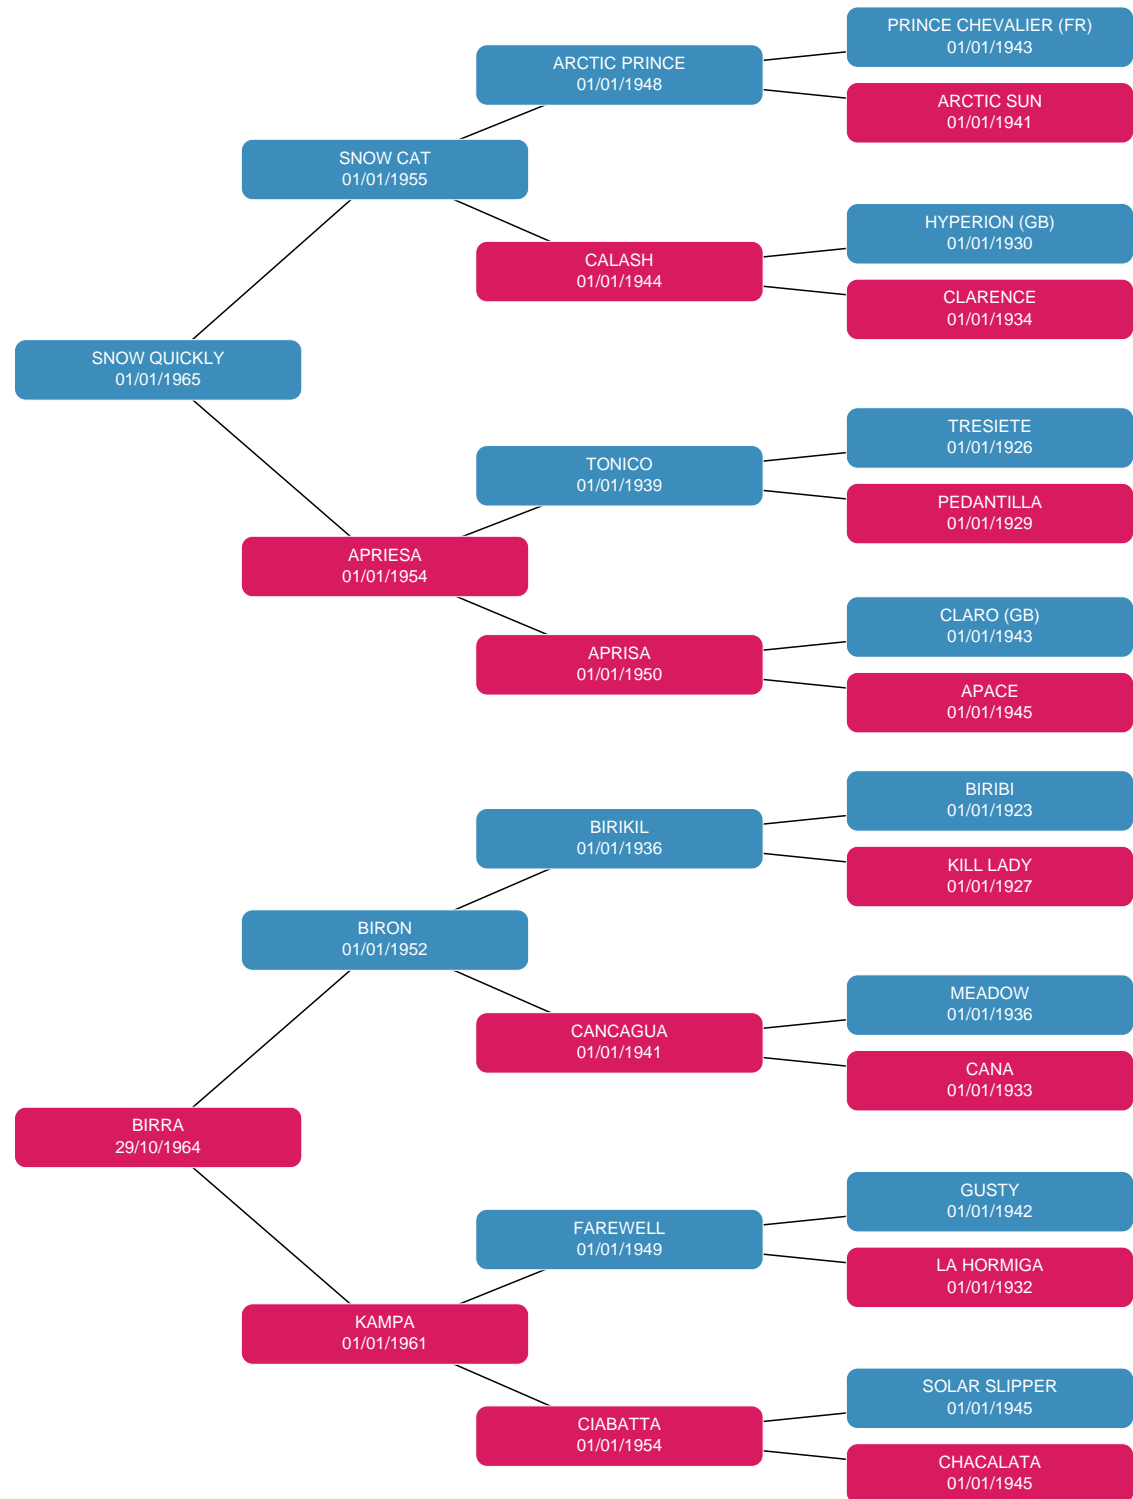 PRINCE CHEVALIER (FR)
01/01/1943
ARCTIC PRINCE
01/01/1948
ARCTIC SUN
01/01/1941
SNOW CAT
01/01/1955
HYPERION (GB)
01/01/1930
CALASH
01/01/1944
CLARENCE
01/01/1934
SNOW QUICKLY
01/01/1965
TRESIETE
01/01/1926
TONICO
01/01/1939
PEDANTILLA
01/01/1929
APRIESA
01/01/1954
CLARO (GB)
01/01/1943
APRISA
01/01/1950
APACE
01/01/1945
BIRIBI
01/01/1923
BIRIKIL
01/01/1936
KILL LADY
01/01/1927
BIRON
01/01/1952
MEADOW
01/01/1936
CANCAGUA
01/01/1941
CANA
01/01/1933
BIRRA
29/10/1964
GUSTY
01/01/1942
FAREWELL
01/01/1949
LA HORMIGA
01/01/1932
KAMPA
01/01/1961
SOLAR SLIPPER
01/01/1945
CIABATTA
01/01/1954
CHACALATA
01/01/1945